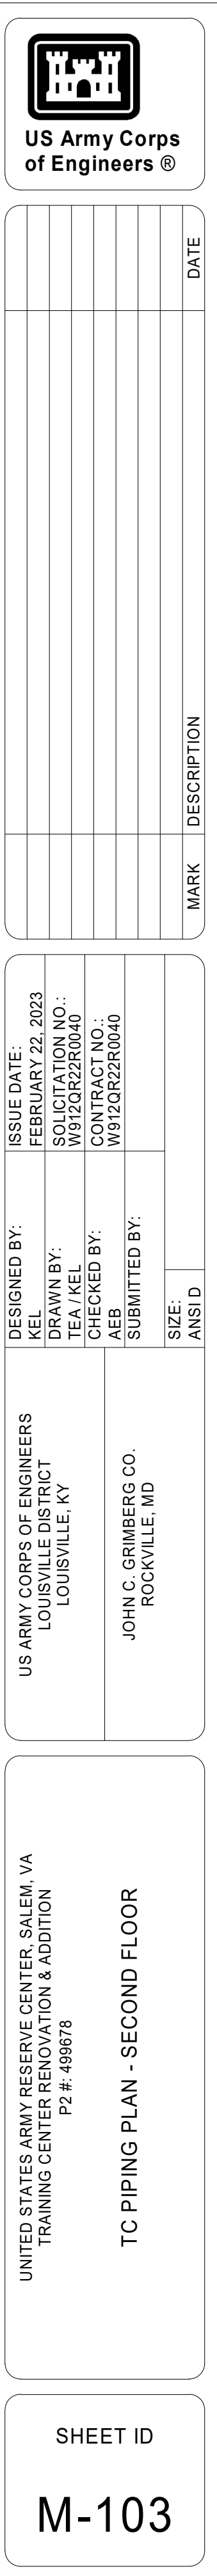 US Army Corps
of Engineers ®
DATE
DESCRIPTION
MARK
DESIGNED BY:
KEL
ISSUE DATE:
FEBRUARY 22, 2023
DRAWN BY:
TEA / KEL
SOLICITATION NO.:
W912QR22R0040
CHECKED BY:
AEB
CONTRACT NO.:
W912QR22R0040
SUBMITTED BY:
SIZE:
ANSI D
US ARMY CORPS OF ENGINEERS
LOUISVILLE DISTRICT
LOUISVILLE, KY
JOHN C. GRIMBERG CO.
ROCKVILLE, MD
UNITED STATES ARMY RESERVE CENTER, SALEM, VA
TRAINING CENTER RENOVATION & ADDITION
P2 #: 499678
TC PIPING PLAN - SECOND FLOOR
SHEET ID
M-103